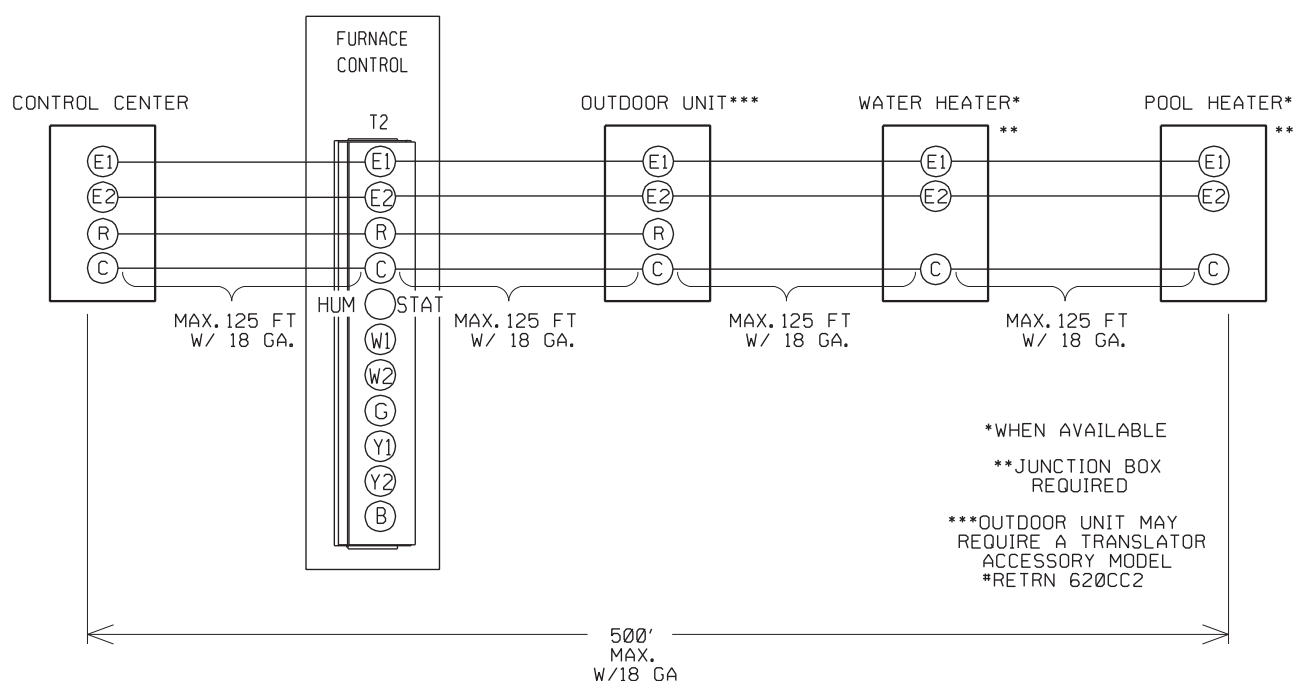 FURNACE
CONTROL
CONTROL CENTER
T2
OUTDOOR UNIT***
WATER HEATER*
**
POOL HEATER*
**
E1
E1
E1
E1
E1
E2
E2
E2
E2
E2
R
R
R
C
C
C
C
C
HUM STAT
MAX. 125 FT
W/ 18 GA.
MAX. 125 FT
W/ 18 GA.
MAX. 125 FT
W/ 18 GA.
MAX. 125 FT
W/ 18 GA.
W1
W2
G
Y1
Y2
B
*WHEN AVAILABLE
**JUNCTION BOX
REQUIRED
***OUTDOOR UNIT MAY
REQUIRE A TRANSLATOR
ACCESSORY MODEL
#RETRN 620CC2
500'
MAX.
W/18 GA